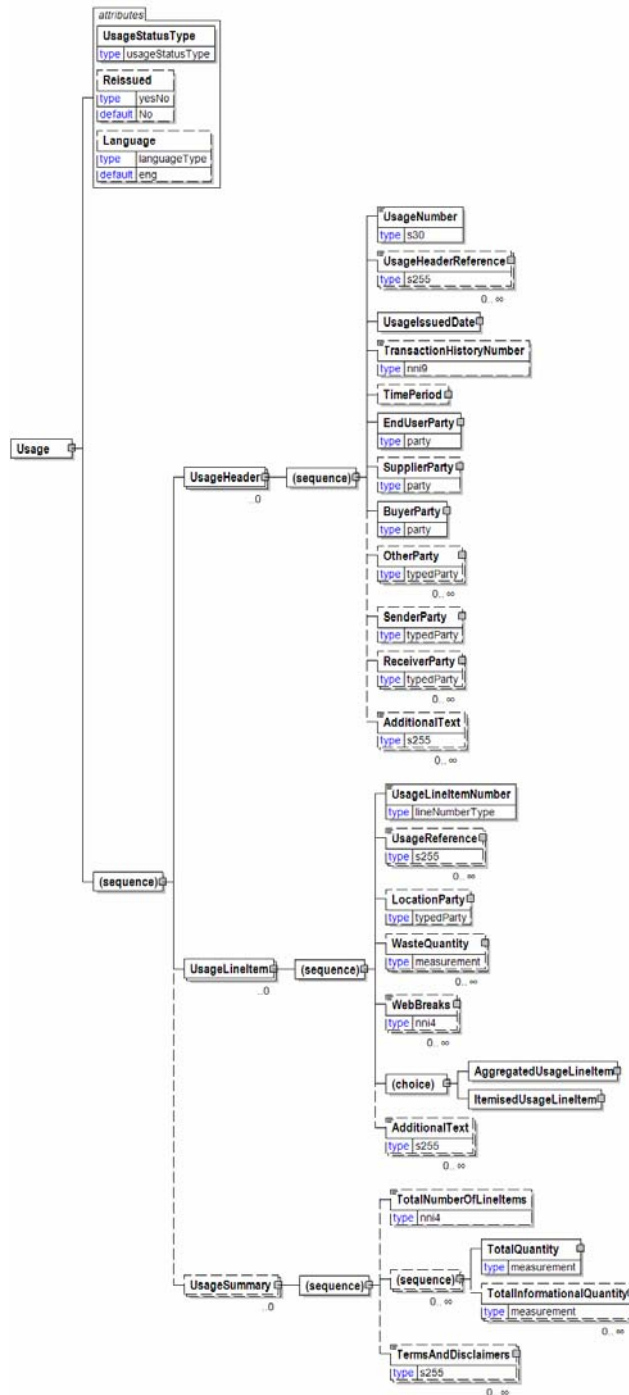 attributes
UsageStatusType
type usageStatusType
Reissued
type yesNo
default No
Language
type languageType
default eng
Usage
(sequence)
UsageHeader
..0
(sequence)
UsageNumber
type s30
UsageHeaderReference
type s255
0.. ∞
UsageIssuedDate
TransactionHistoryNumber
type nni9
TimePeriod
EndUserParty
type party
SupplierParty
type party
BuyerParty
type party
OtherParty
type typedParty
0.. ∞
SenderParty
type typedParty
ReceiverParty
type typedParty
0.. ∞
AdditionalText
type s255
0.. ∞
UsageLineItem
..0
(sequence)
UsageLineItemNumber
type lineNumberType
UsageReference
type s255
0.. ∞
LocationParty
type typedParty
WasteQuantity
type measurement
0.. ∞
WebBreaks
type nni4
0.. ∞
(choice)
AggregatedUsageLineItem
ItemisedUsageLineItem
AdditionalText
type s255
0.. ∞
UsageSummary
..0
(sequence)
TotalNumberOfLineItems
type nni4
(sequence)
0.. ∞
TotalQuantity
type measurement
TotalInformationalQuantity
type measurement
0.. ∞
TermsAndDisclaimers
type s255
0.. ∞